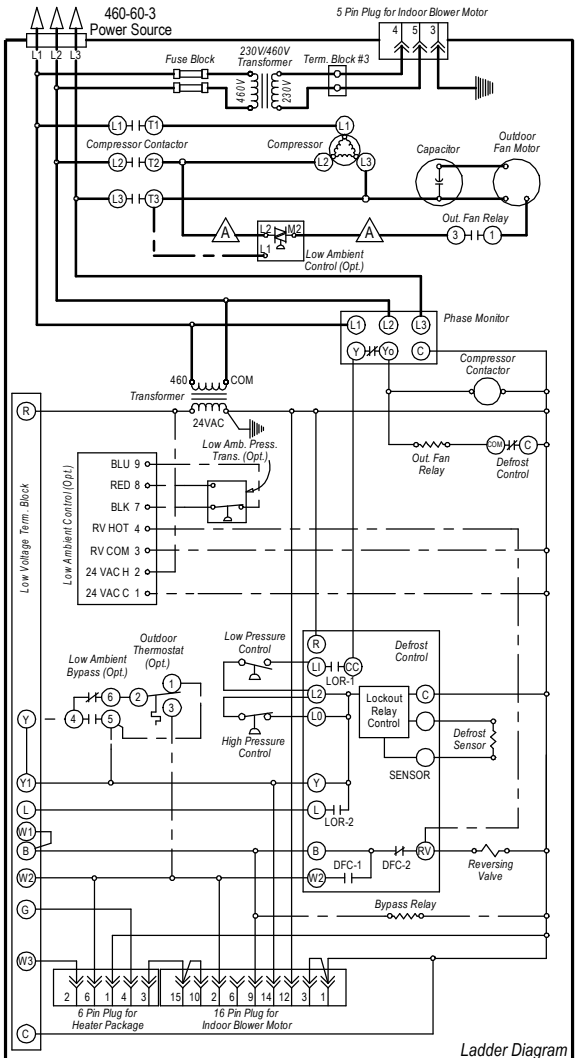 460-60-3
Power Source
L1 L2 L3
5 Pin Plug for Indoor Blower Motor
4 5 3
Fuse Block
230V/460V
Transformer
Term. Block #3
460V
230V
L1 T1
Compressor Contactor
L2 T2
L3 T3
Compressor
L1
L2 L3
Capacitor
Outdoor
Fan Motor
A
L2 M2
L1
A
Out. Fan Relay
3 1
Low Ambient
Control (Opt.)
L1 L2 L3
Phase Monitor
Y Yo C
Compressor
Contactor
460 COM
Transformer
24VAC
Out. Fan
Relay
COM C
Defrost
Control
Low Voltage Term. Block
R
Low Ambient Control (Opt.)
BLU 9
RED 8
BLK 7
RV HOT 4
RV COM 3
24 VAC H 2
24 VAC C 1
Low Amb. Press.
Trans. (Opt.)
Low Ambient
Bypass (Opt.)
Outdoor
Thermostat
(Opt.)
6 2 1
3
4 5
Low Pressure
Control
High Pressure
Control
R
Defrost
Control
LI CC
LOR-1
L2
L0
Lockout
Relay
Control
C
SENSOR
Defrost
Sensor
Y
Y1
Y
L
L
LOR-2
W1
B
B
DFC-1
DFC-2
RV
Reversing
Valve
W2
W2
G
Bypass Relay
W3
2 6 1 4 3
15 10 2 6 9 14 12 3 1
6 Pin Plug for
Heater Package
16 Pin Plug for
Indoor Blower Motor
C
Ladder Diagram